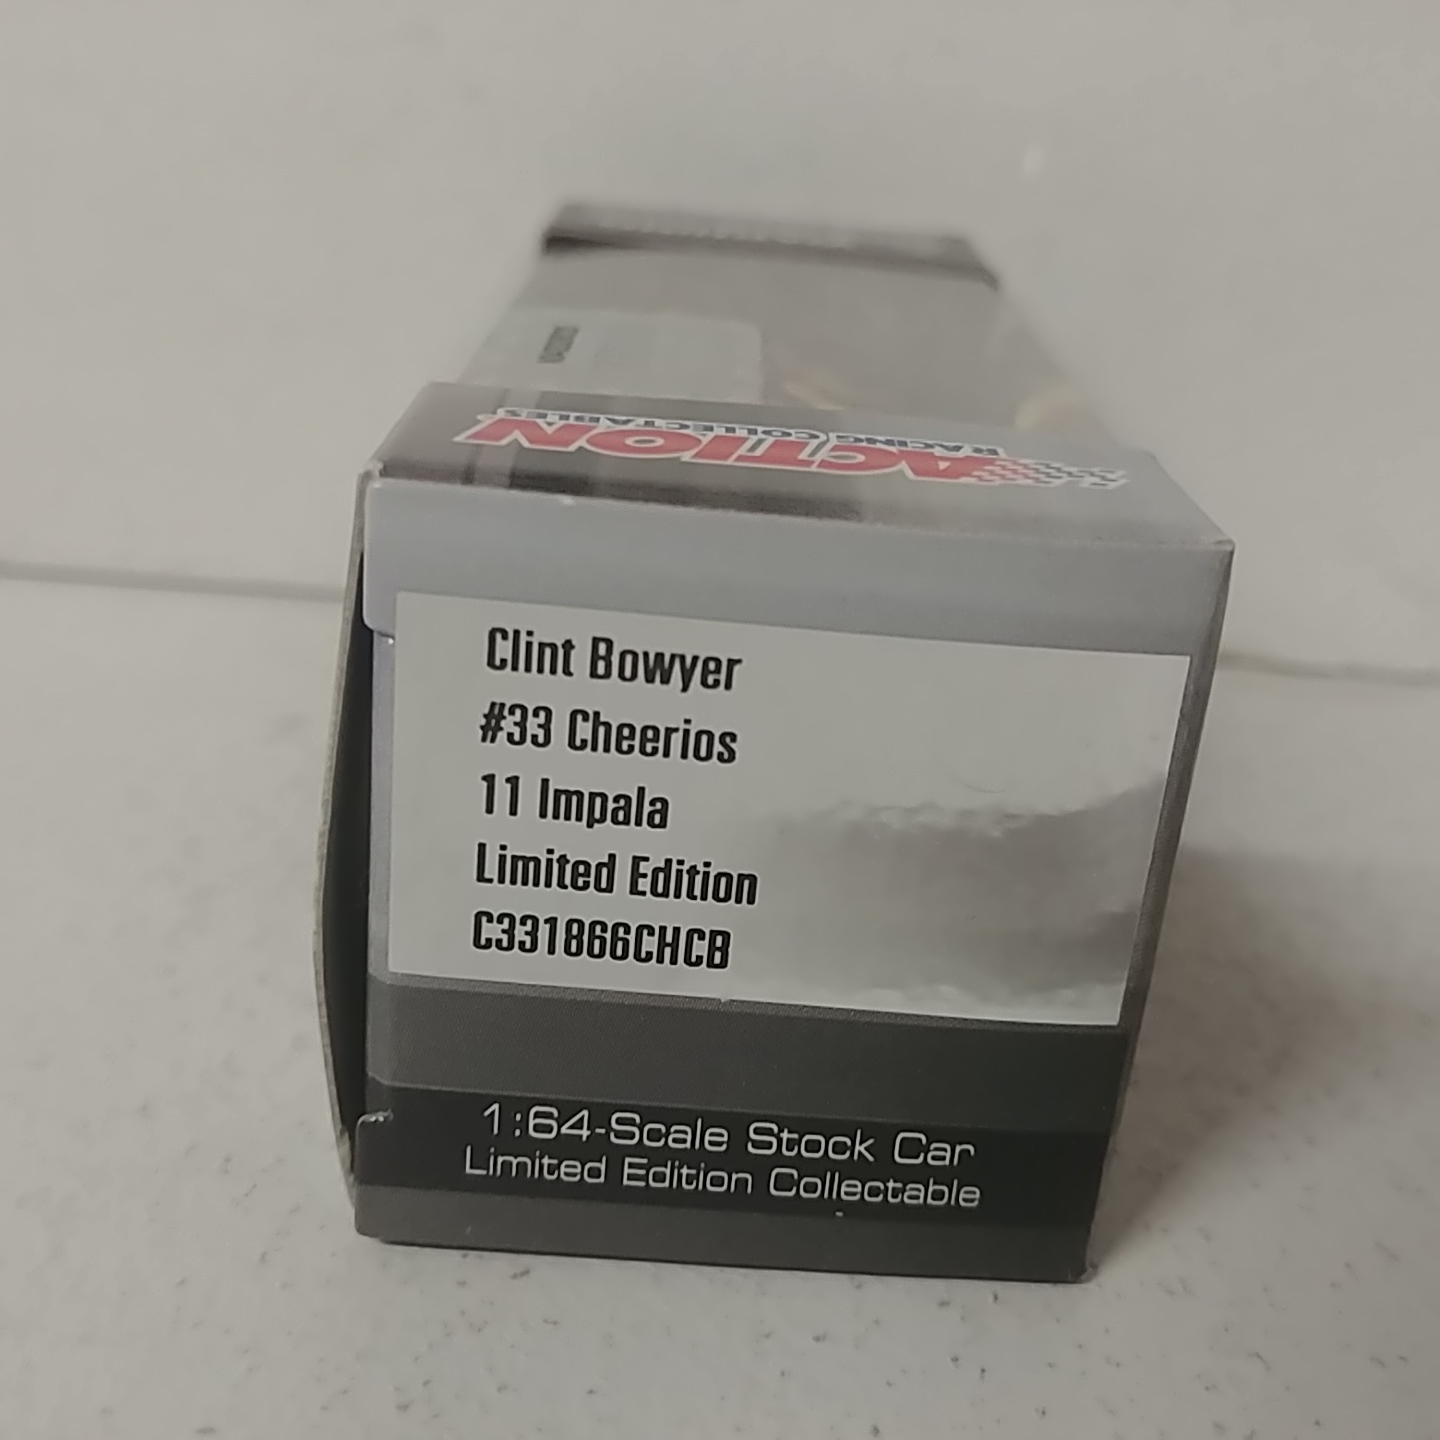 ACTION
RACING COLLECTABLES
Clint Bowyer
#33 Cheerios
11 Impala
Limited Edition
C331866CHCB
1:64-Scale Stock Car
Limited Edition Collectable